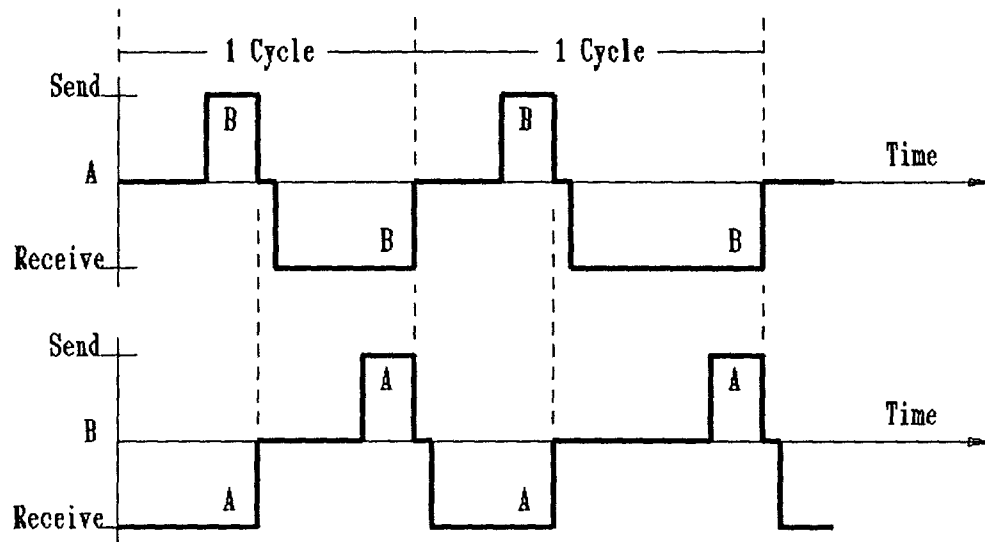 1 Cycle 1 Cycle
Send
B B
A Time
B B
Receive
Send
A A
B Time
A A
Receive